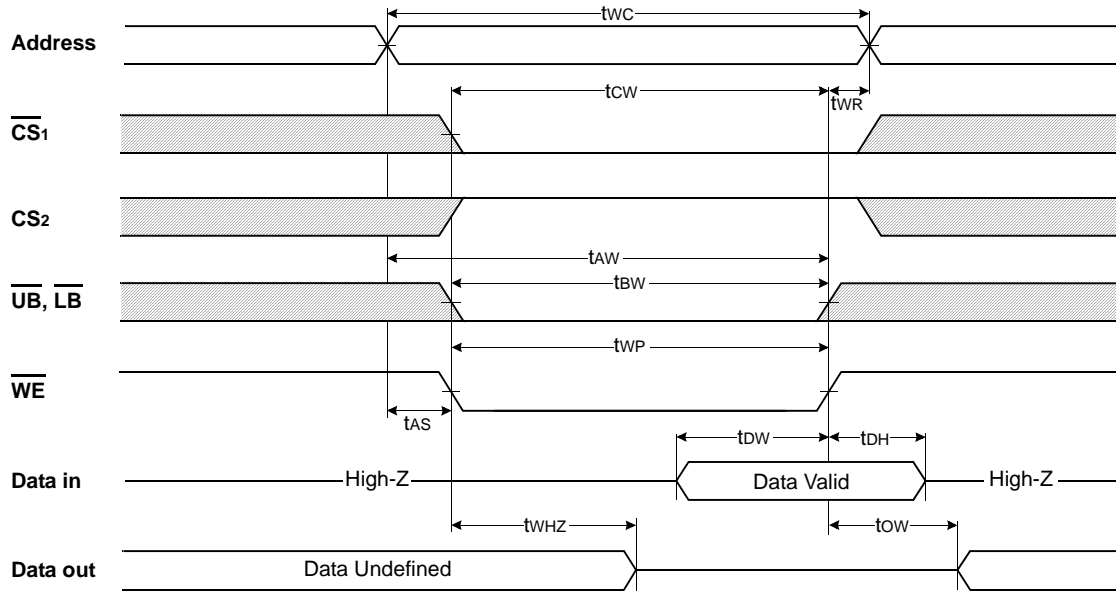 tWC
Address
tCW
tWR
CS1
CS2
tAW
tBW
UB, LB
tWP
WE
tAS
tDW
tDH
Data in
High-Z
Data Valid
High-Z
tWHZ
tOW
Data out
Data Undefined